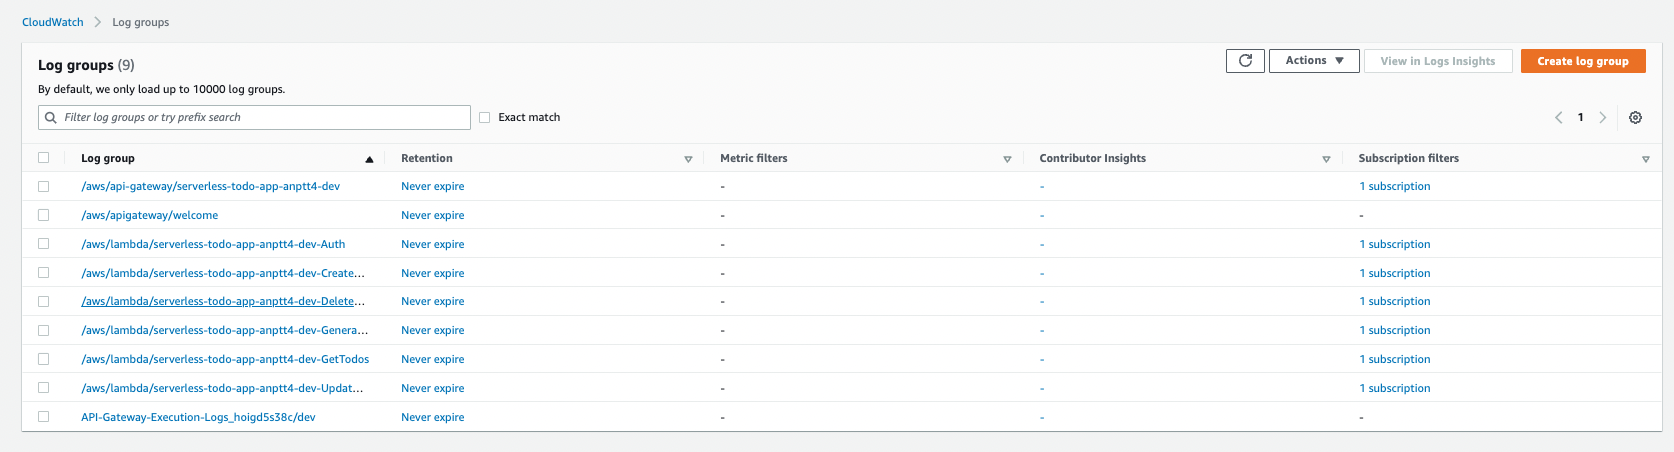 CloudWatch Log groups
Log groups (9)
Actions
View in Logs Insights
Create log group
By default, we only load up to 10000 log groups.
Filter log groups or try prefix search
Exact match
1
Log group Retention Metric filters Contributor Insights Subscription filters
/aws/api-gateway/serverless-todo-app-anptt4-dev Never expire - - 1 subscription
/aws/apigateway/welcome Never expire - - -
/aws/lambda/serverless-todo-app-anptt4-dev-Auth Never expire - - 1 subscription
/aws/lambda/serverless-todo-app-anptt4-dev-Create... Never expire - - 1 subscription
/aws/lambda/serverless-todo-app-anptt4-dev-Delete... Never expire - - 1 subscription
/aws/lambda/serverless-todo-app-anptt4-dev-Genera... Never expire - - 1 subscription
/aws/lambda/serverless-todo-app-anptt4-dev-GetTodos Never expire - - 1 subscription
/aws/lambda/serverless-todo-app-anptt4-dev-Updat... Never expire - - 1 subscription
API-Gateway-Execution-Logs_hoigd5s38c/dev Never expire - - -